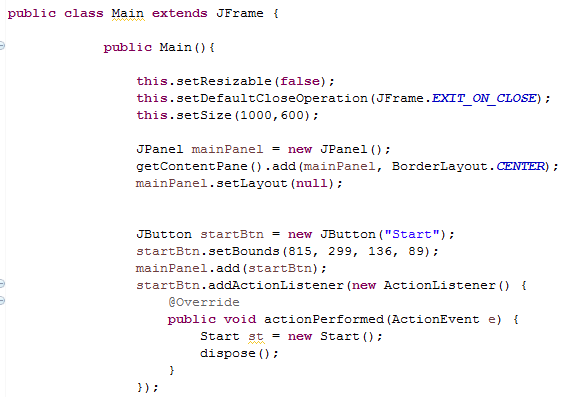 public class Main extends JFrame {
public Main(){
this.setResizable(false);
this.setDefaultCloseOperation(JFrame.EXIT_ON_CLOSE);
this.setSize(1000,600);
JPanel mainPanel = new JPanel();
getContentPane().add(mainPanel, BorderLayout.CENTER);
mainPanel.setLayout(null);
JButton startBtn = new JButton("Start");
startBtn.setBounds(815, 299, 136, 89);
mainPanel.add(startBtn);
startBtn.addActionListener(new ActionListener() {
@Override
public void actionPerformed(ActionEvent e) {
Start st = new Start();
dispose();
}
});